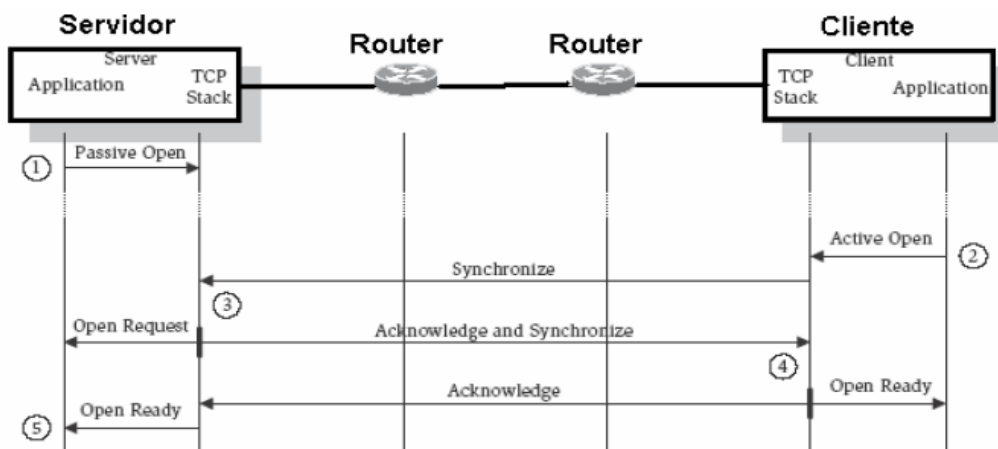 Servidor
Router
Router
Cliente
Server
Application
TCP
Stack
TCP
Stack
Client
Application
1
Passive Open
Active Open
2
Synchronize
3
Open Request
Acknowledge and Synchronize
4
Acknowledge
Open Ready
5
Open Ready